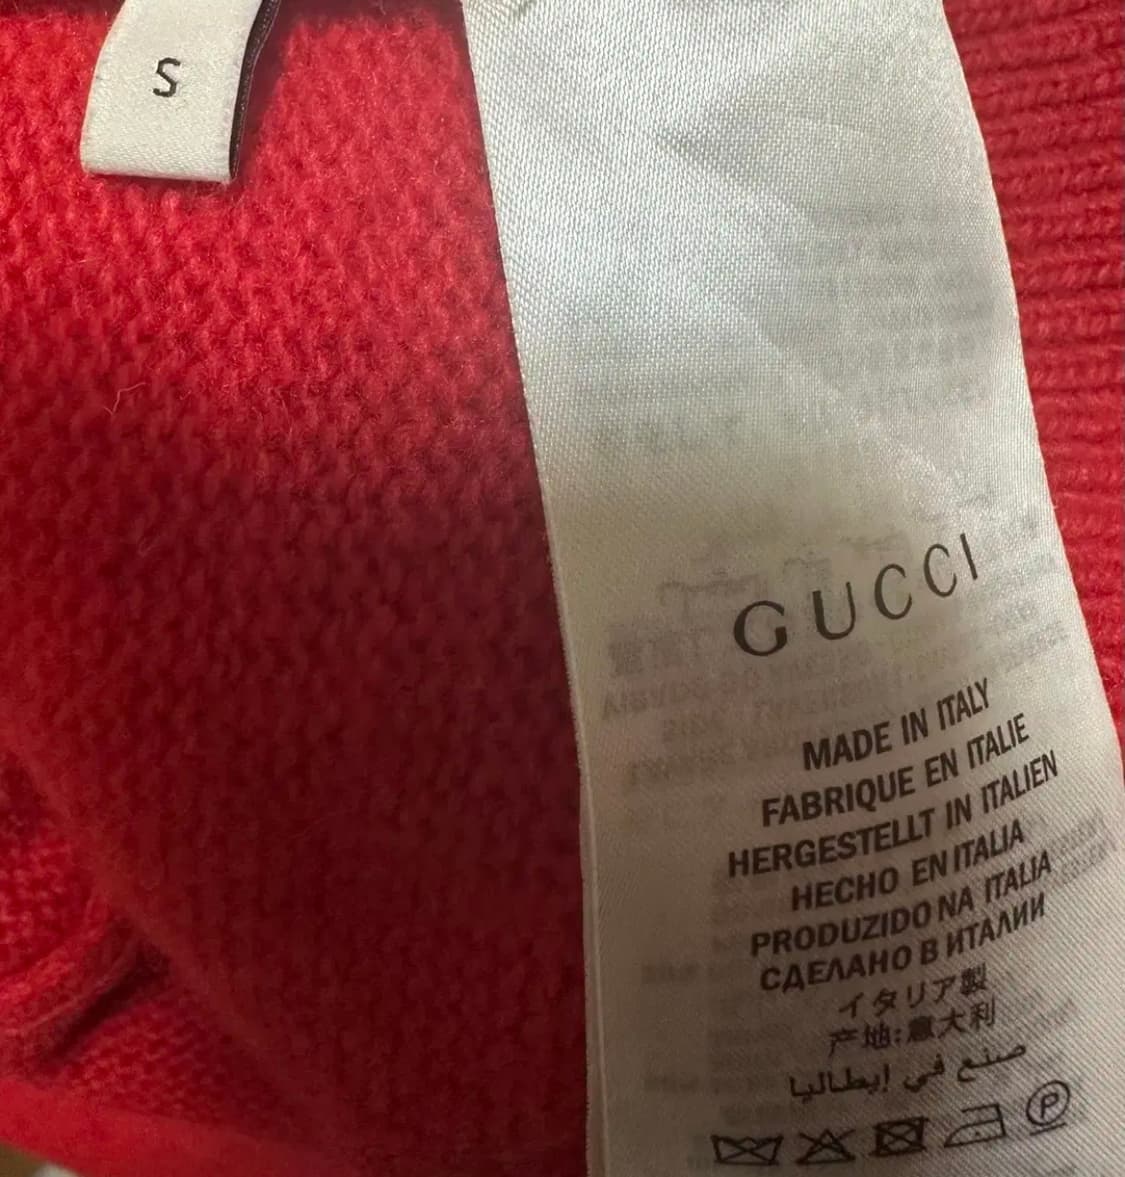 S
GUCCI
MADE IN ITALY
FABRIQUE EN ITALIE
HERGESTELLT IN ITALIEN
HECHO EN ITALIA
PRODUZIDO NA ITALIA
СДЕЛАНО В ИТАЛИИ
イタリア製
产地:意大利
صنع في إيطاليا
P